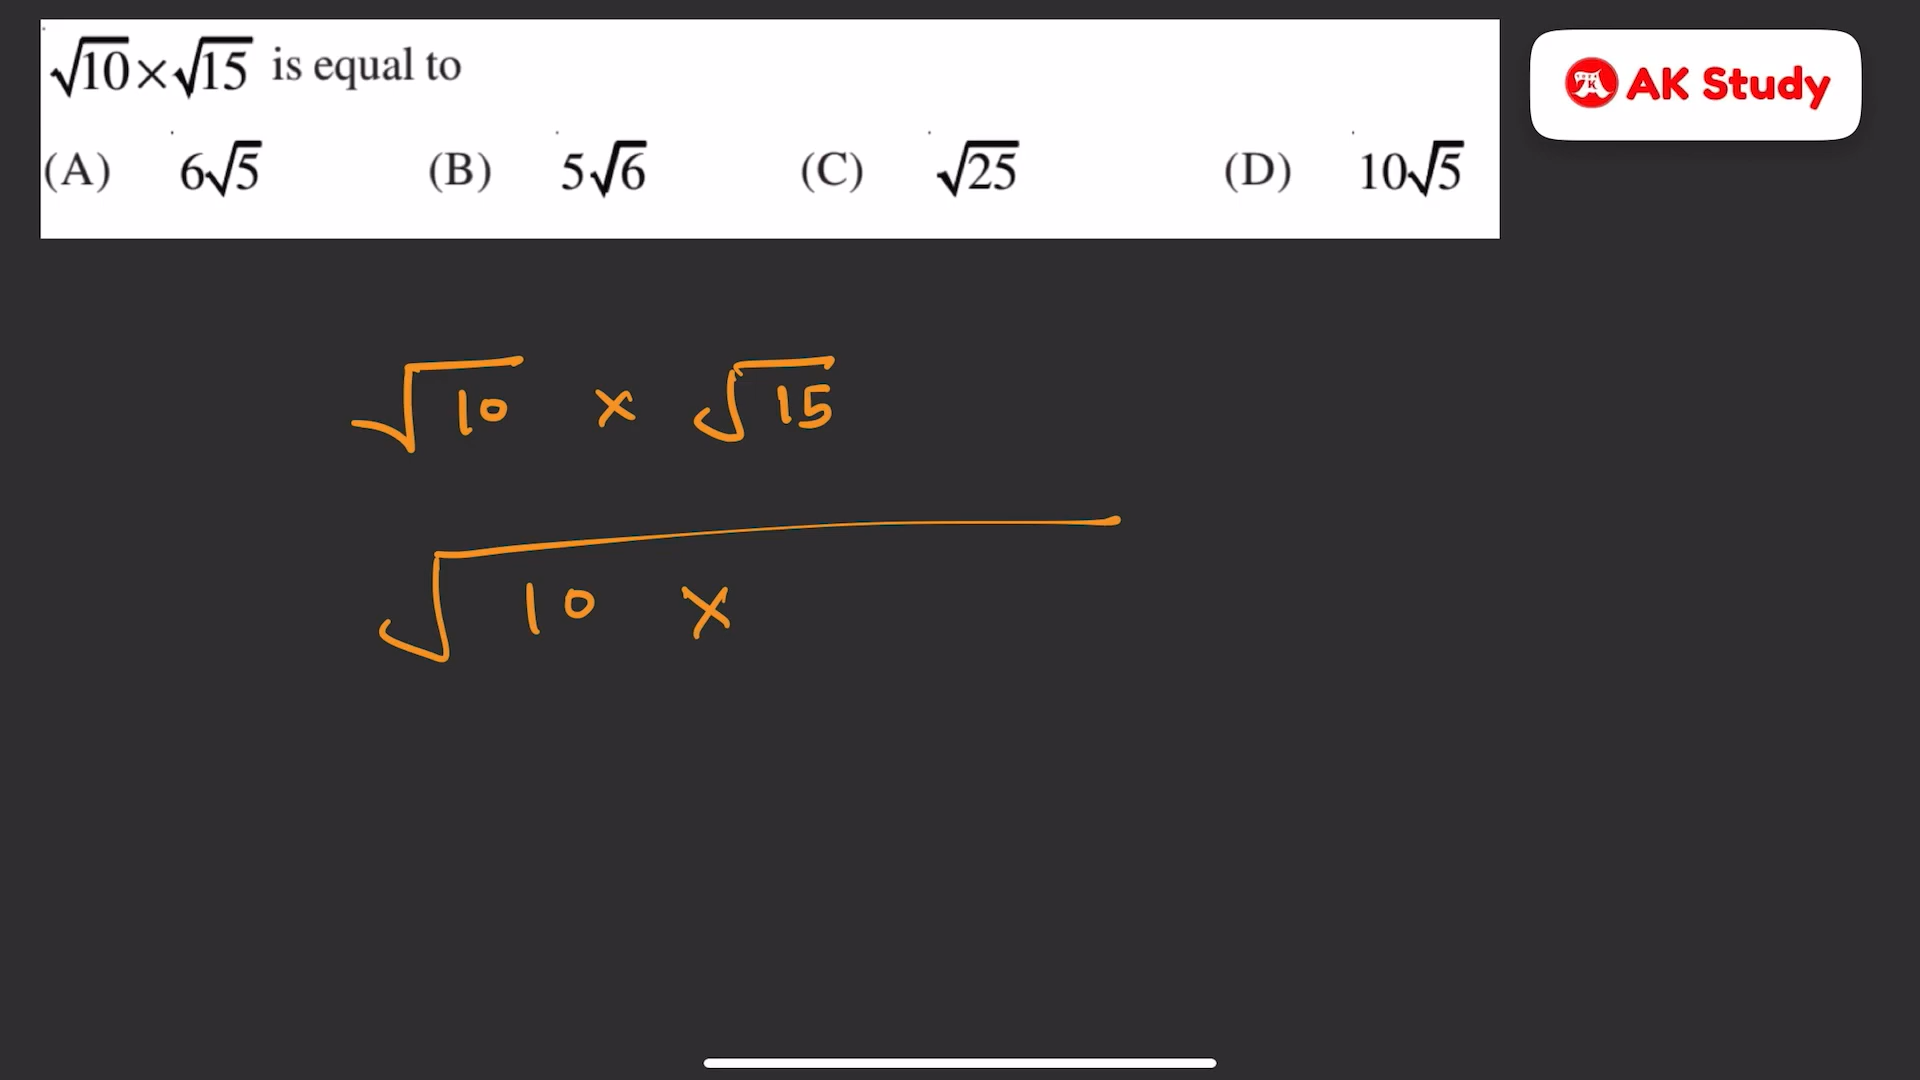 √10×√15 is equal to
AK Study
(A) 6√5 (B) 5√6 (C) √25 (D) 10√5
√10 × √15
√10 ×